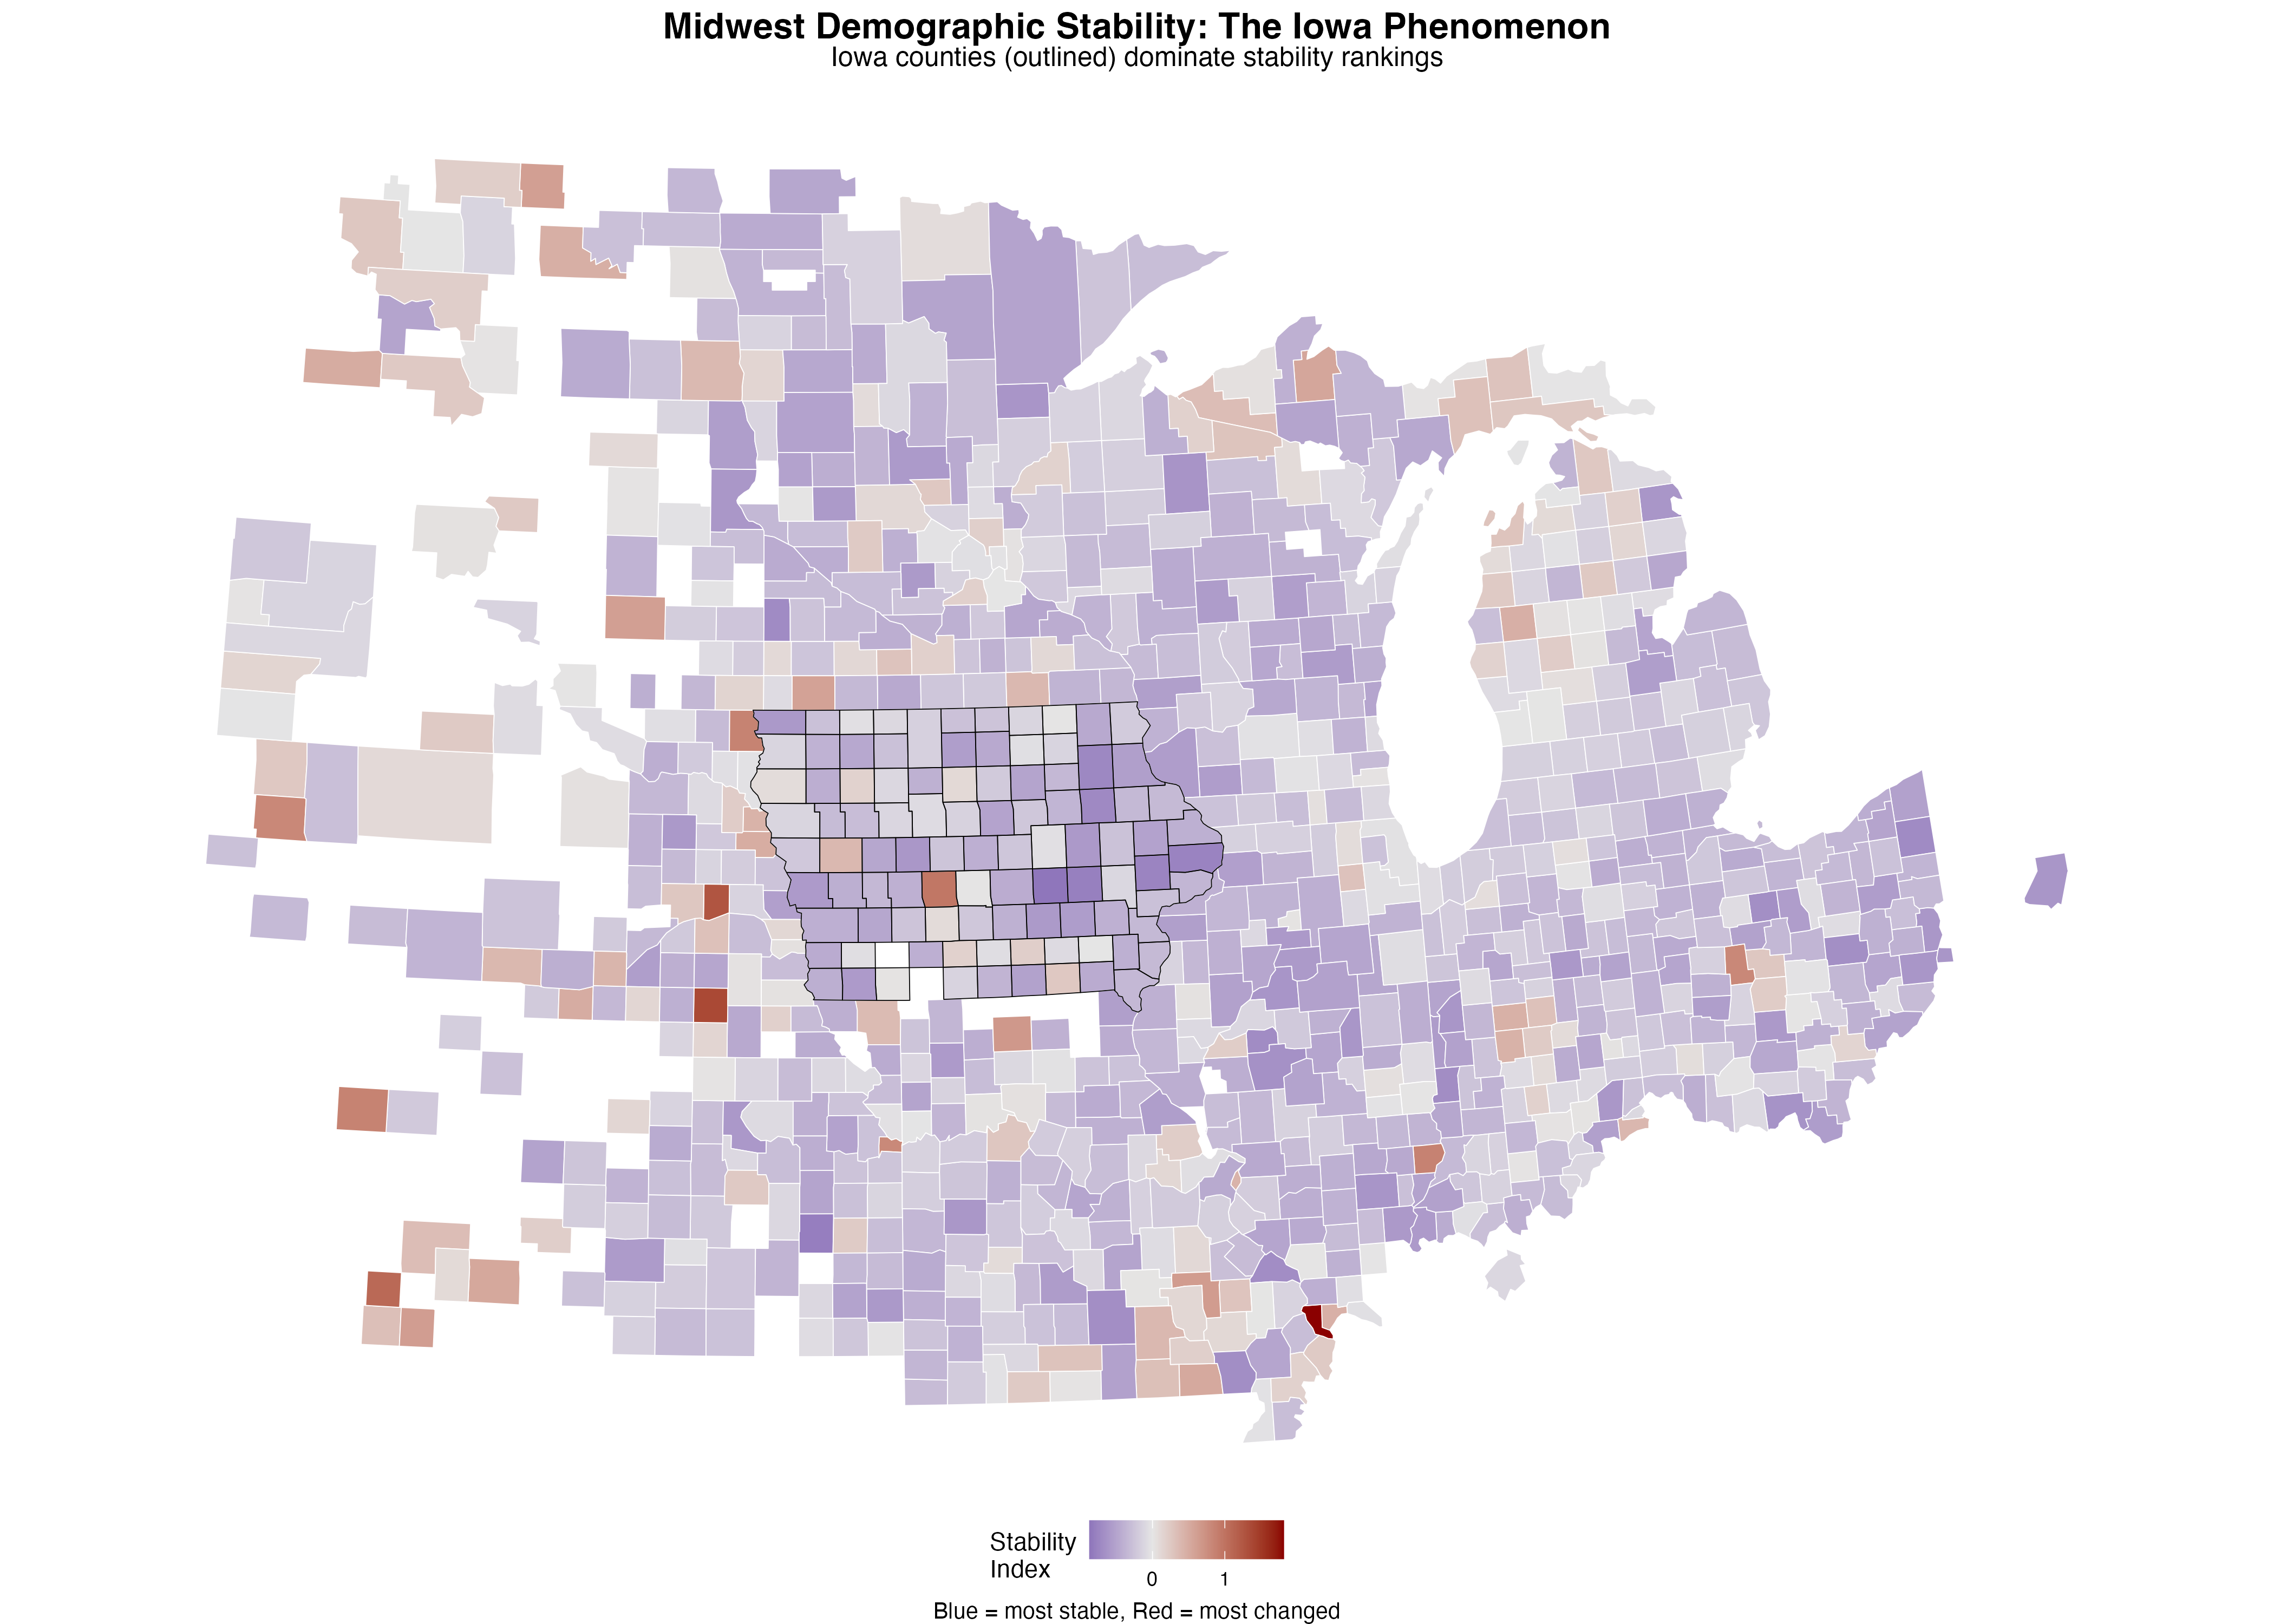 Midwest Demographic Stability: The Iowa Phenomenon
Iowa counties (outlined) dominate stability rankings
Stability
Index
0
1
Blue = most stable, Red = most changed